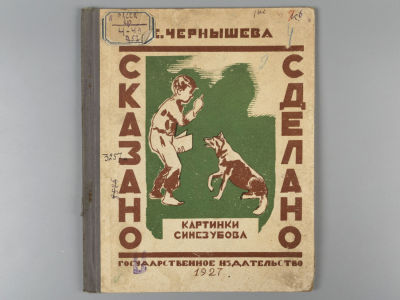 С. ЧЕРНЫШЕВА
СКАЗАНО
СДЕЛАНО
КАРТИНКИ
СИНЕЗУБОВА
ГОСУДАРСТВЕННОЕ ИЗДАТЕЛЬСТВО
1927